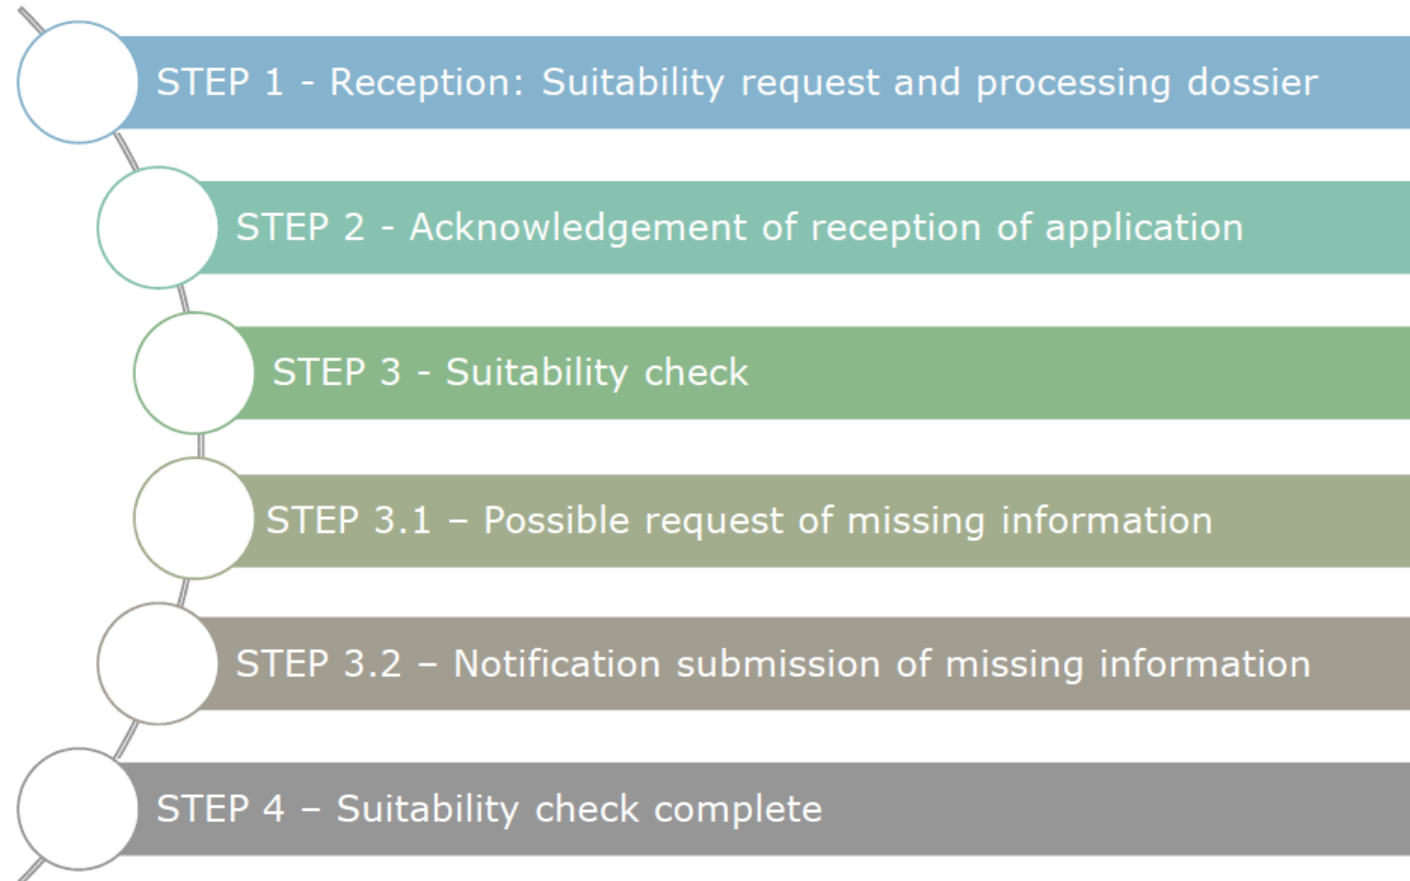 STEP 1 - Reception: Suitability request and processing dossier
STEP 2 - Acknowledgement of reception of application
STEP 3 - Suitability check
STEP 3.1 – Possible request of missing information
STEP 3.2 – Notification submission of missing information
STEP 4 – Suitability check complete